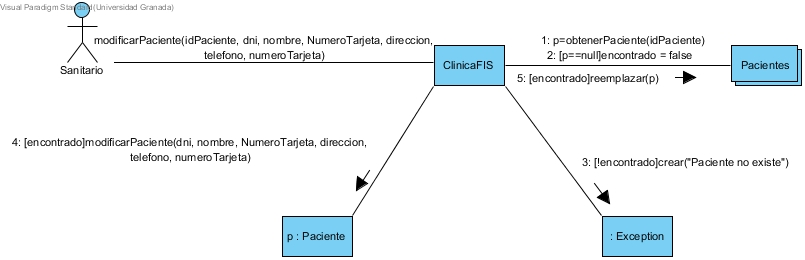 Visual Paradigm Standard(Universidad Granada)
modificarPaciente(idPaciente, dni, nombre, NumeroTarjeta, direccion,
telefono, numeroTarjeta)
Sanitario
ClinicaFIS
1: p=obtenerPaciente(idPaciente)
2: [p==null]encontrado = false
5: [encontrado]reemplazar(p)
Pacientes
4: [encontrado]modificarPaciente(dni, nombre, NumeroTarjeta, direccion,
telefono, numeroTarjeta)
3: [!encontrado]crear("Paciente no existe")
p : Paciente
: Exception